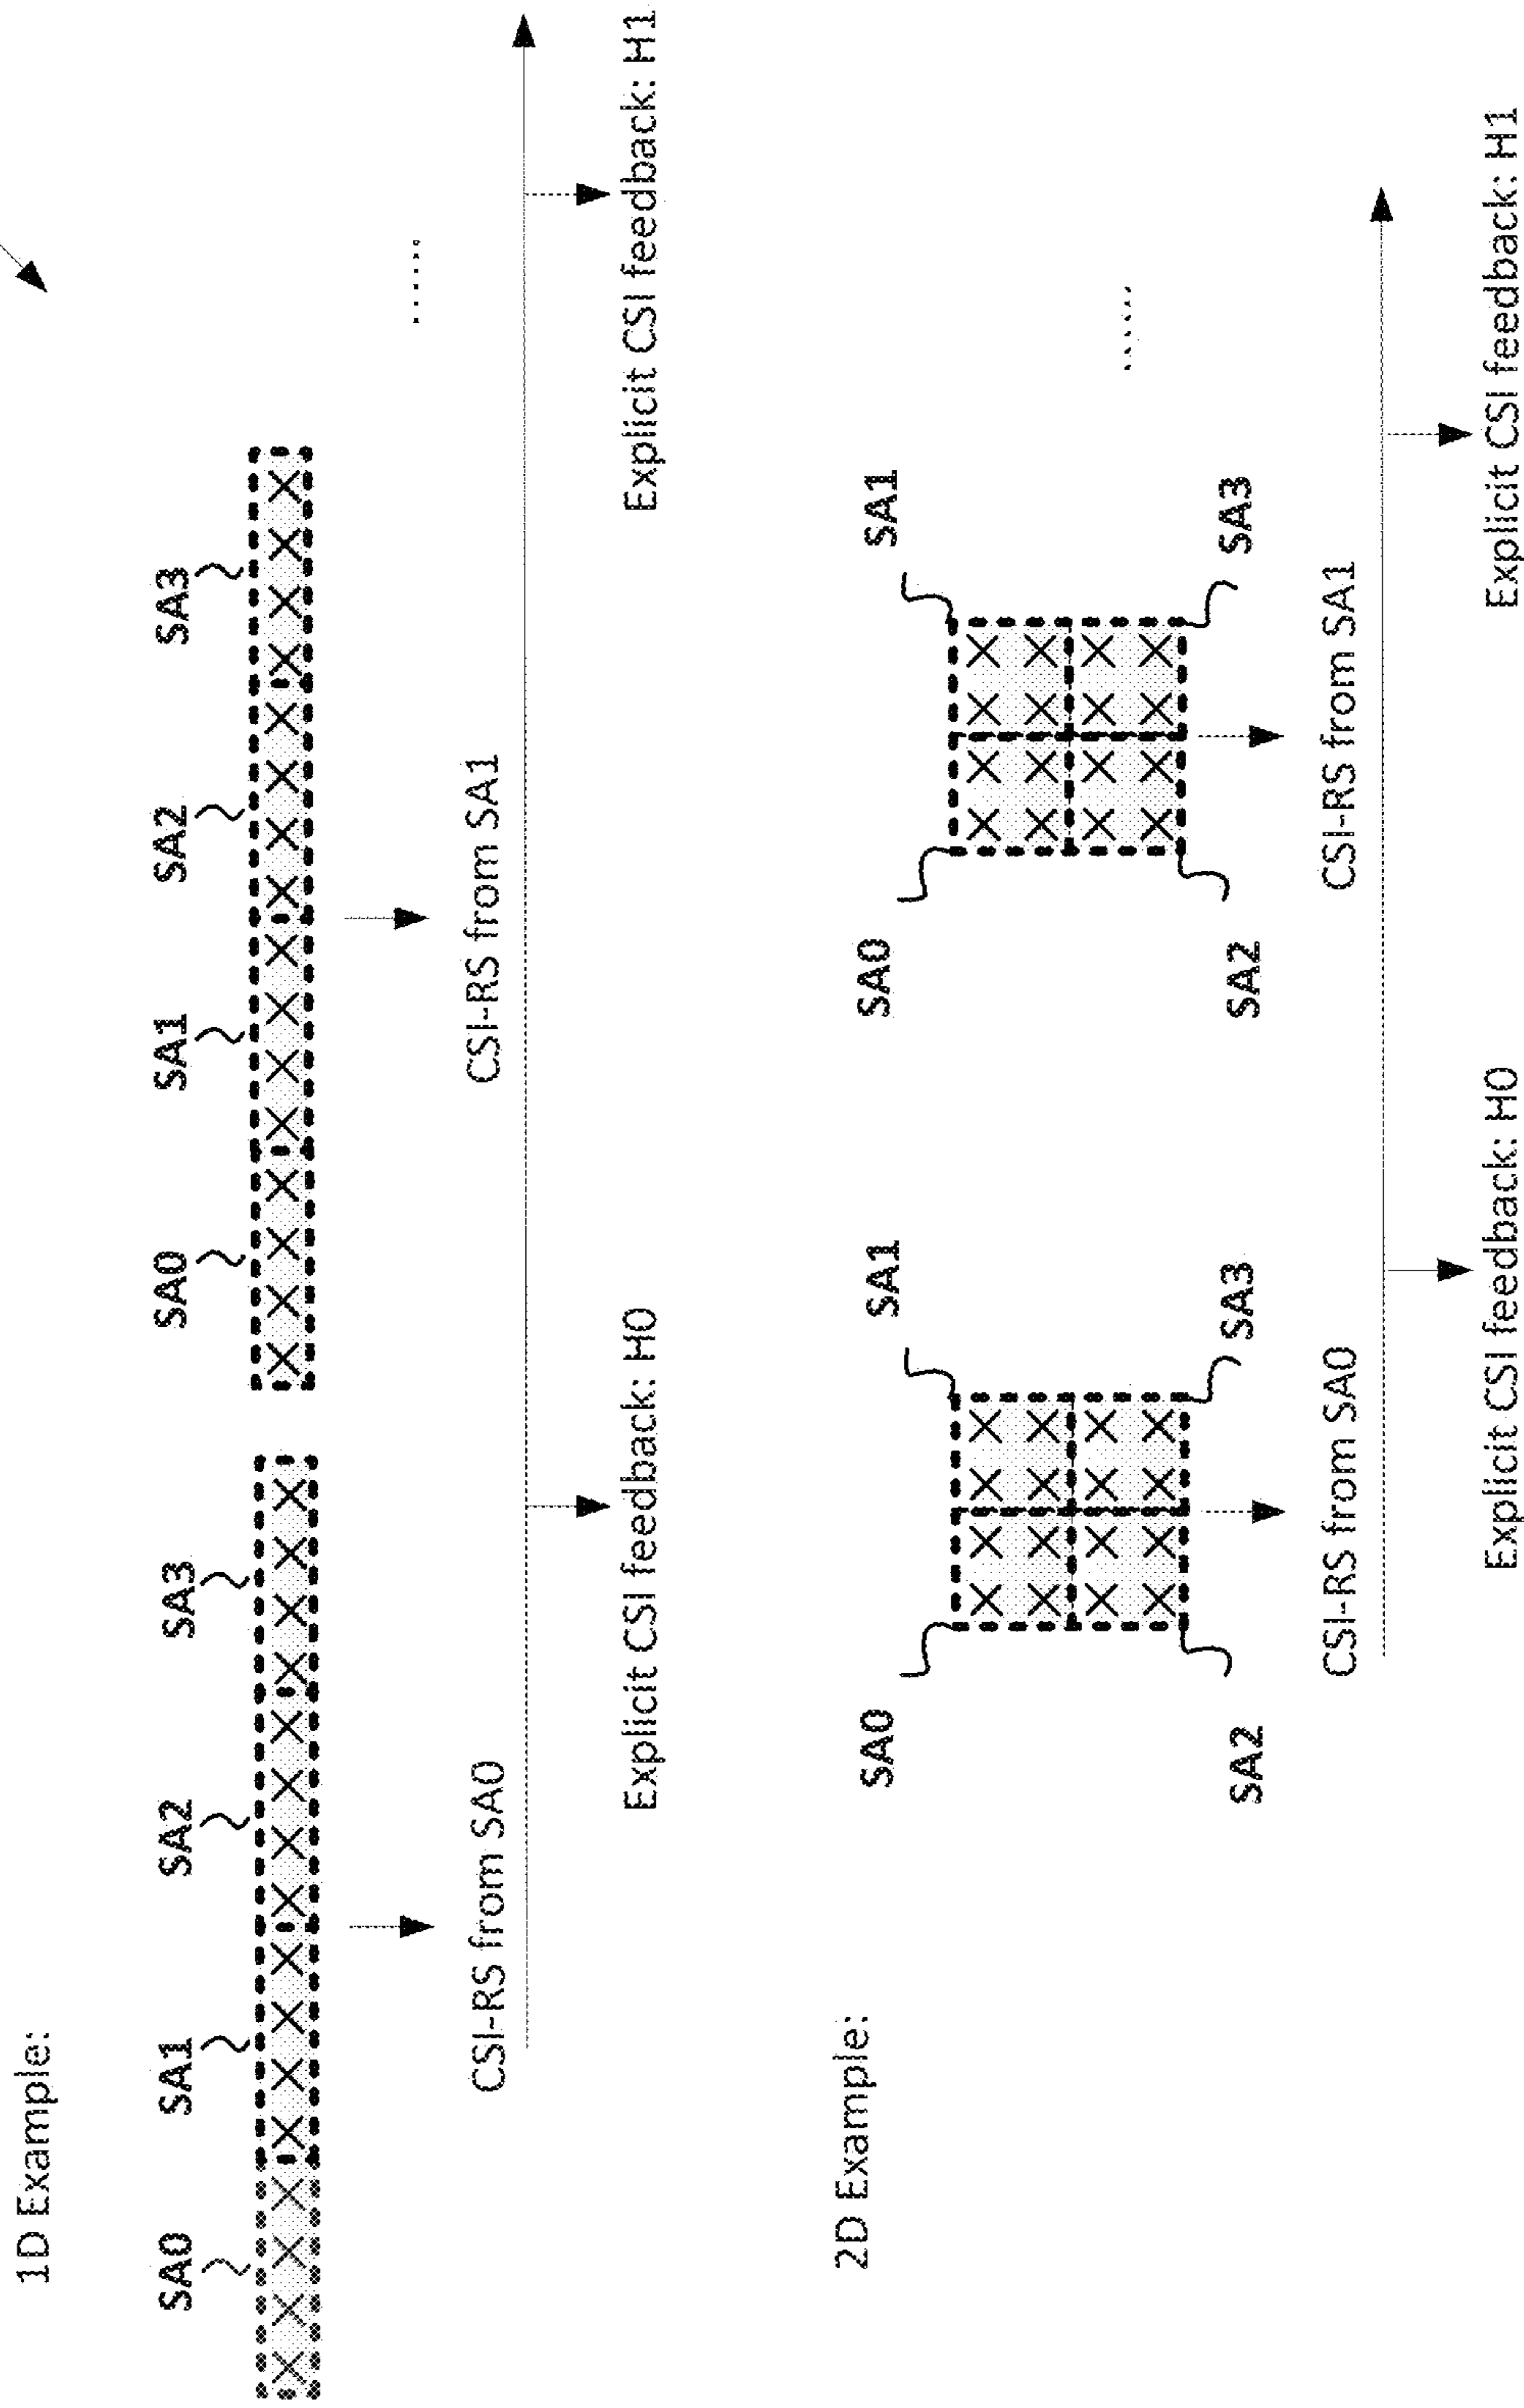 1D Example:
SA0 SA1 SA2 SA3 SA0 SA1 SA2 SA3
CSI-RS from SA0 CSI-RS from SA1
......
Explicit CSI feedback: H0 Explicit CSI feedback: H1
2D Example:
SA0 SA1 SA0 SA1
SA2 SA3 SA2 SA3
......
CSI-RS from SA0 CSI-RS from SA1
Explicit CSI feedback: H0 Explicit CSI feedback: H1